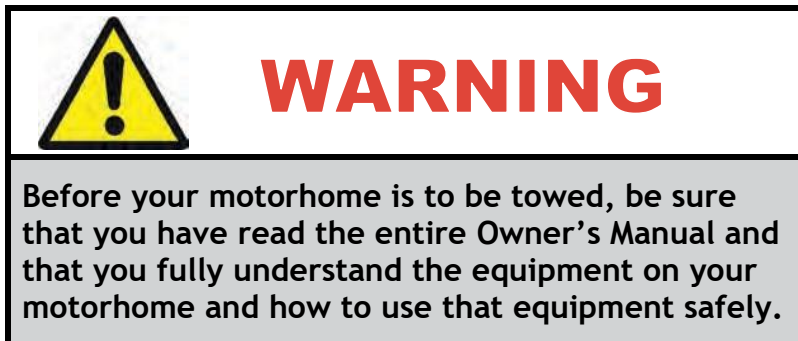 WARNING
Before your motorhome is to be towed, be sure
that you have read the entire Owner’s Manual and
that you fully understand the equipment on your
motorhome and how to use that equipment safely.